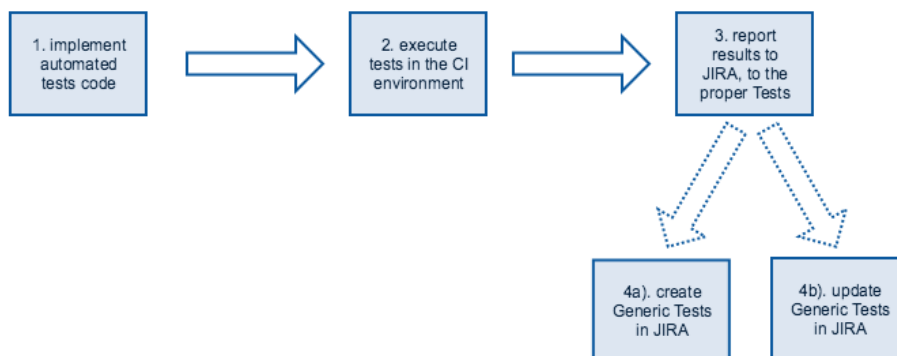 1. implement
automated
tests code
2. execute
tests in the CI
environment
3. report
results to
JIRA, to the
proper Tests
4a). create
Generic Tests
in JIRA
4b). update
Generic Tests
in JIRA